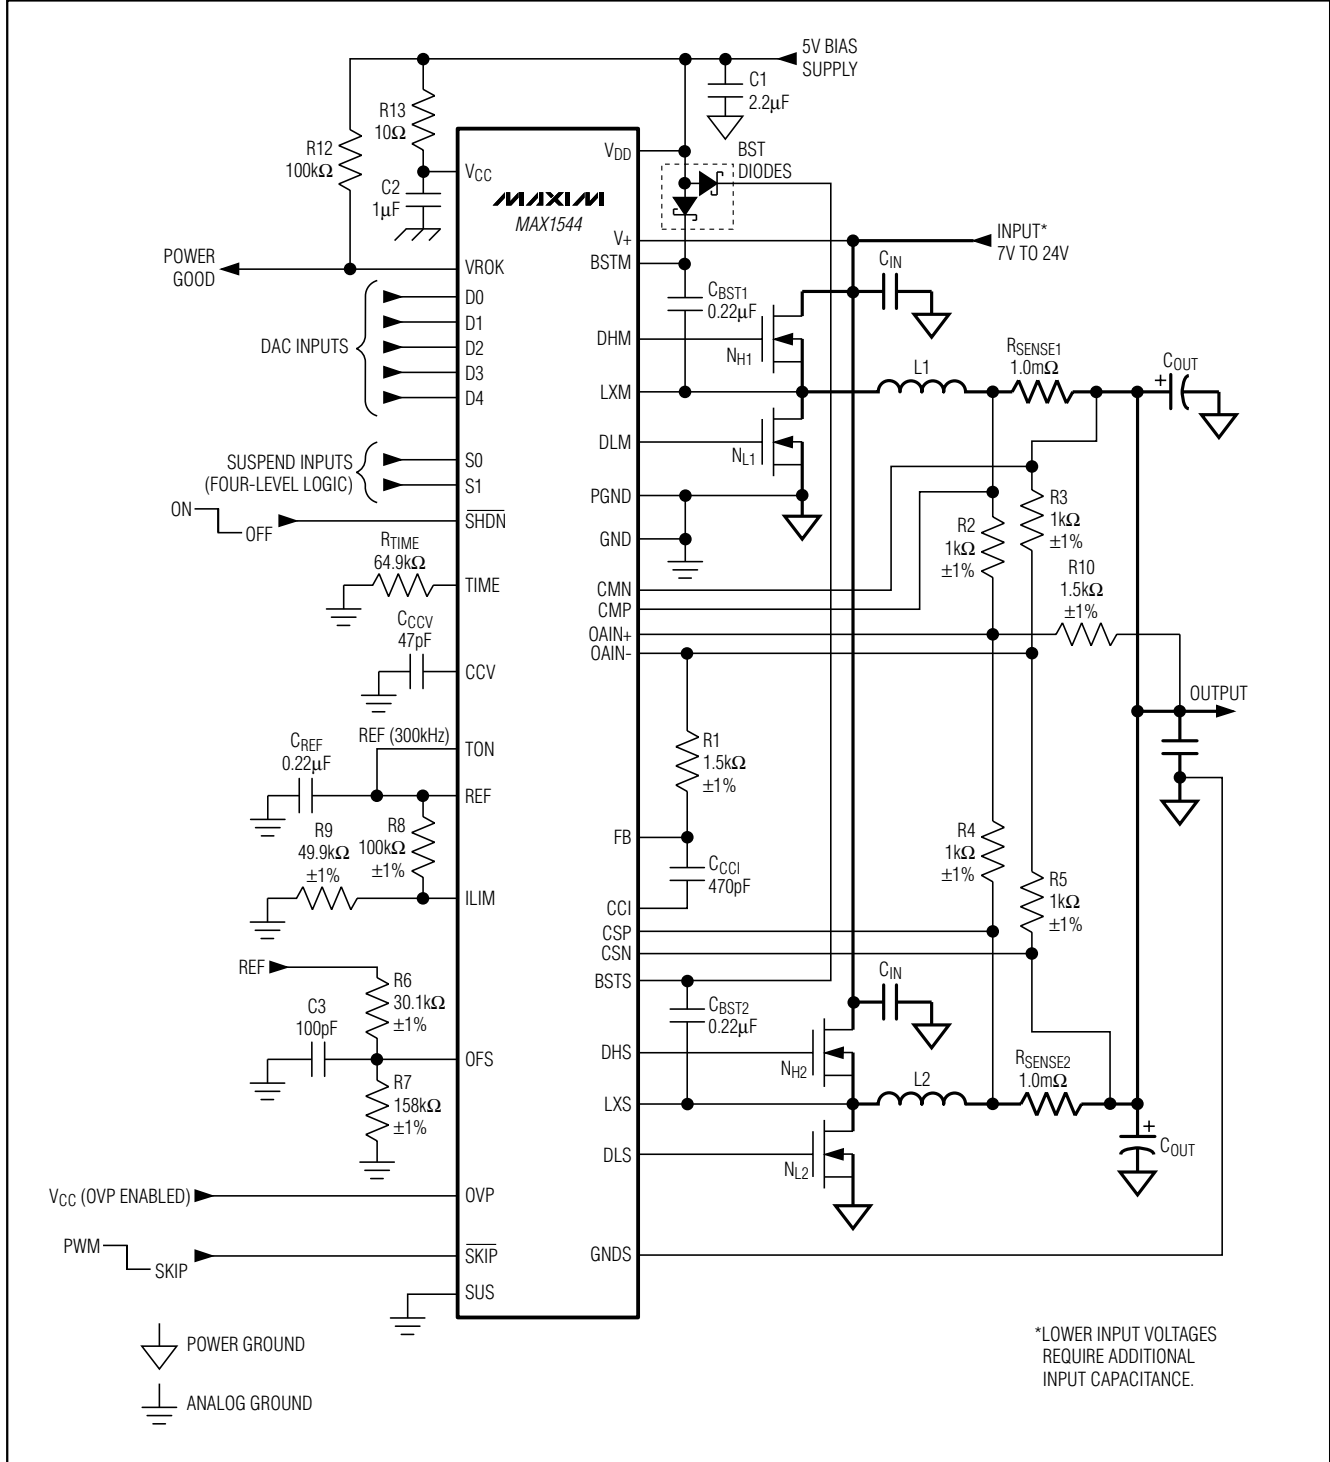 5V BIAS
SUPPLY
C1
2.2µF
R13
10Ω
R12
100kΩ
C2
1µF
VCC
VDD
BST
DIODES
MAXIM
MAX1544
V+
INPUT*
7V TO 24V
POWER
GOOD
VROK
BSTM
CIN
CBST1
0.22µF
D0
D1
D2
D3
D4
DAC INPUTS
DHM
NH1
LXM
L1
RSENSE1
1.0mΩ
COUT
+
DLM
NL1
SUSPEND INPUTS
(FOUR-LEVEL LOGIC)
S0
S1
PGND
ON
OFF
SHDN
GND
R2
1kΩ
±1%
R3
1kΩ
±1%
R10
1.5kΩ
±1%
RTIME
64.9kΩ
TIME
CMN
CMP
OAIN+
OAIN-
CCCV
47pF
CCV
OUTPUT
REF (300kHz)
TON
CREF
0.22µF
REF
R1
1.5kΩ
±1%
R9
49.9kΩ
±1%
R8
100kΩ
±1%
ILIM
FB
CCCI
470pF
CCI
R4
1kΩ
±1%
R5
1kΩ
±1%
CSP
CSN
REF
R6
30.1kΩ
±1%
C3
100pF
OFS
R7
158kΩ
±1%
BSTS
CBST2
0.22µF
CIN
DHS
NH2
LXS
L2
RSENSE2
1.0mΩ
DLS
NL2
+
COUT
VCC (OVP ENABLED)
OVP
PWM
SKIP
SKIP
SUS
GNDS
POWER GROUND
ANALOG GROUND
*LOWER INPUT VOLTAGES
REQUIRE ADDITIONAL
INPUT CAPACITANCE.